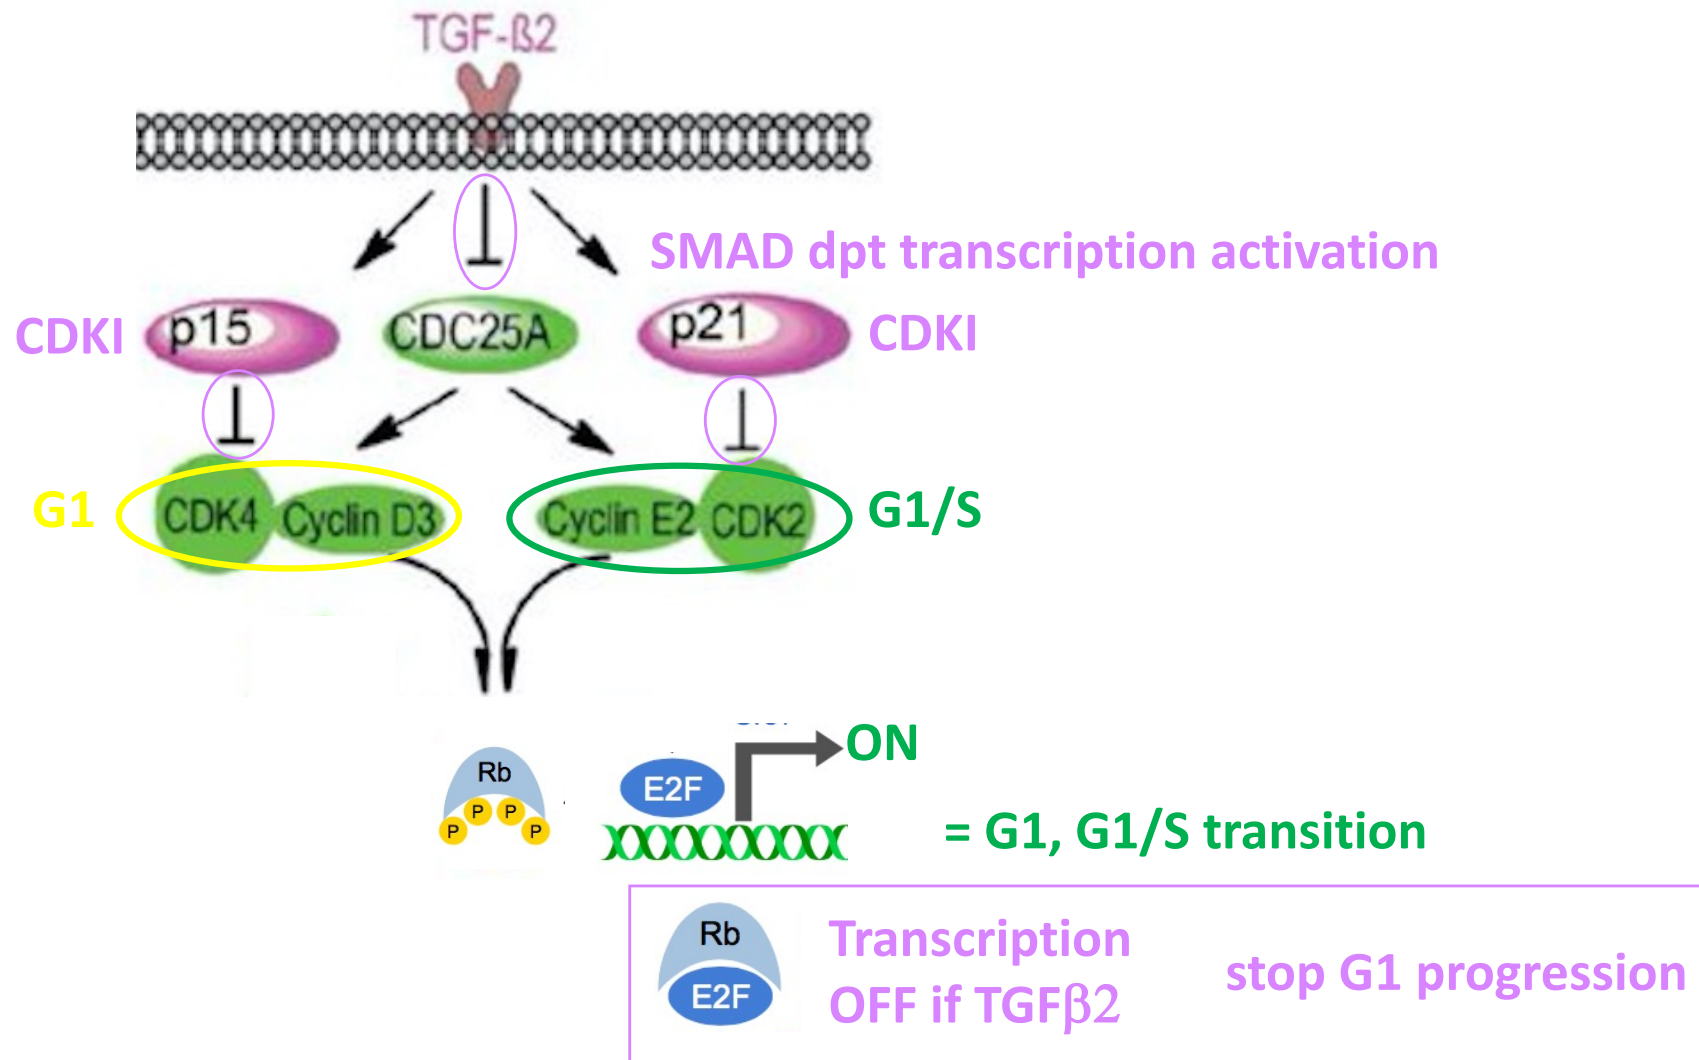 TGF-ß2
SMAD dpt transcription activation
CDKI
p15
CDC25A
p21
CDKI
G1
CDK4
Cyclin D3
Cyclin E2
CDK2
G1/S
ON
Rb
P
P
P
P
E2F
= G1, G1/S transition
Rb
E2F
Transcription
OFF if TGFβ2
stop G1 progression